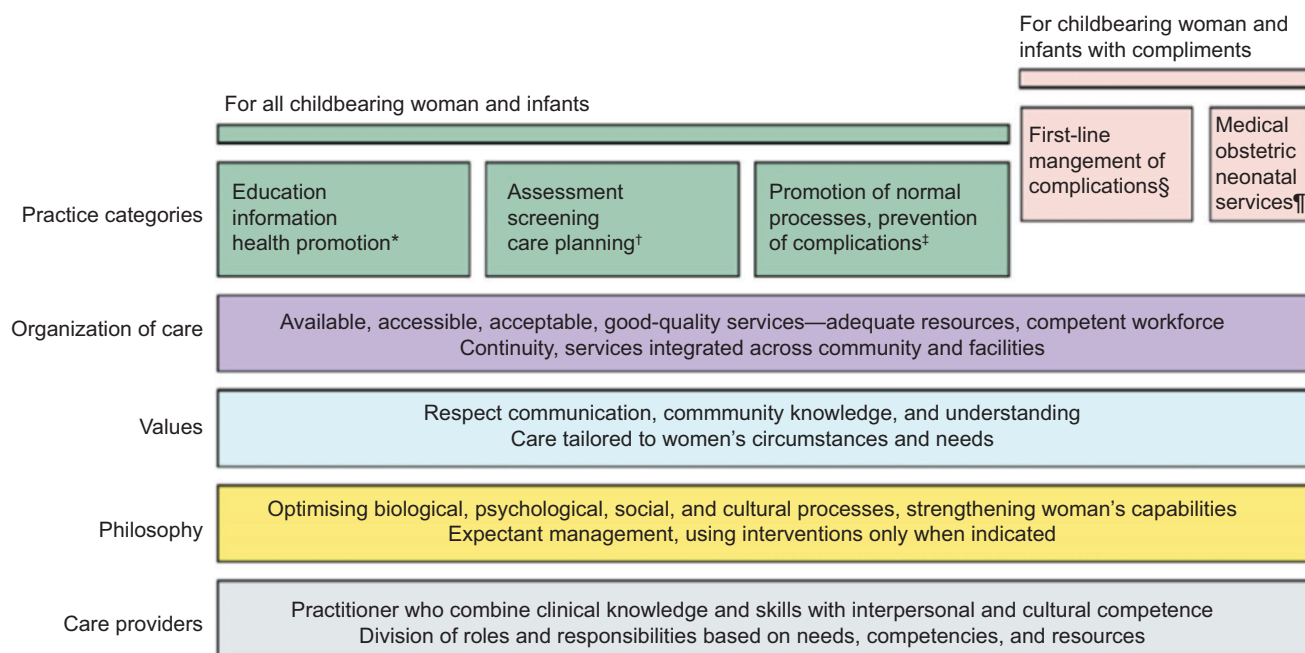 For childbearing woman and
infants with compliments
For all childbearing woman and infants
First-line
mangement of
complications§
Medical
obstetric
neonatal
services¶
Practice categories
Education
information
health promotion*
Assessment
screening
care planning†
Promotion of normal
processes, prevention
of complications‡
Organization of care
Available, accessible, acceptable, good-quality services—adequate resources, competent workforce
Continuity, services integrated across community and facilities
Values
Respect communication, commmunity knowledge, and understanding
Care tailored to women’s circumstances and needs
Philosophy
Optimising biological, psychological, social, and cultural processes, strengthening woman’s capabilities
Expectant management, using interventions only when indicated
Care providers
Practitioner who combine clinical knowledge and skills with interpersonal and cultural competence
Division of roles and responsibilities based on needs, competencies, and resources